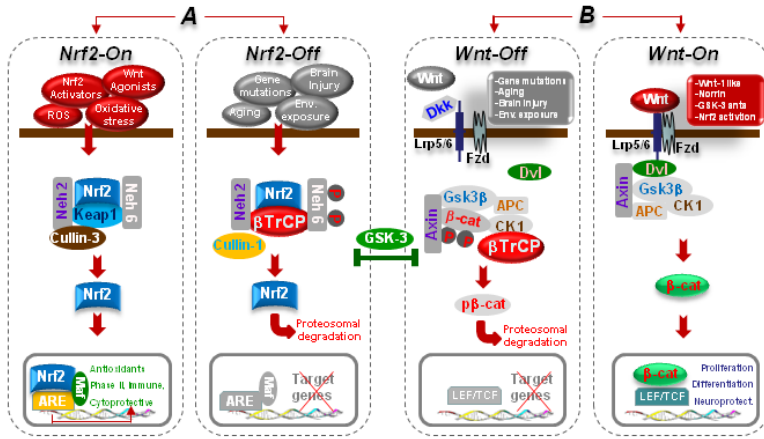 A
B
Nrf2-On
Nrf2
Activators
Wnt
Agonists
ROS
Oxidative
stress
Neh 2
Nrf2
Keap1
Neh 6
Cullin-3
Nrf2
Nrf2
ARE
Maf
Antioxidants
Phase II, Immune,
Cytoprotective
Nrf2-Off
Gene
mutations
Brain
Injury
Aging
Env.
exposure
Neh 2
Nrf2
βTrCP
Neh 6
P
P
Cullin-1
Nrf2
Proteosomal
degradation
ARE
Maf
Target
genes
GSK-3
Wnt-Off
Wnt
-Gene mutations
-Aging
-Brain injury
-Env. exposure
Dkk
Lrp5/6
Fzd
Dvl
Axin
Gsk3β
β-cat
APC
CK1
P
P
βTrCP
pβ-cat
Proteosomal
degradation
LEF/TCF
Target
genes
Wnt-On
Wnt
-Wnt-1 like
-Norrin
-GSK-3 anta
-Nrf2 activtion
Lrp5/6
Fzd
Dvl
Axin
Gsk3β
APC
CK1
β-cat
β-cat
LEF/TCF
Proliferation
Differentiation
Neuroprotect.